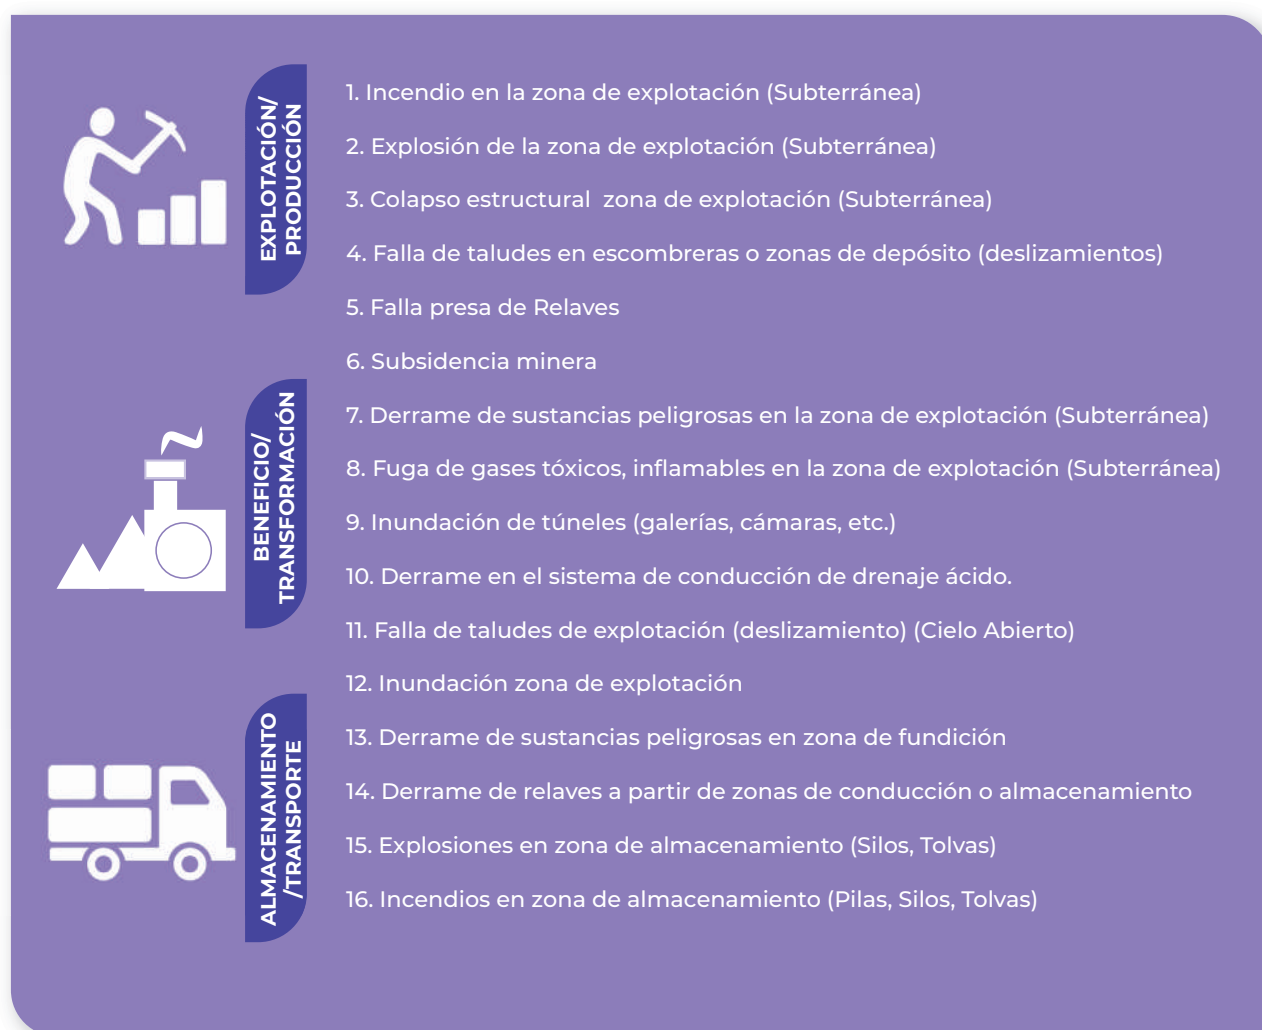 EXPLOTACIÓN/
PRODUCCIÓN
1. Incendio en la zona de explotación (Subterránea)
2. Explosión de la zona de explotación (Subterránea)
3. Colapso estructural  zona de explotación (Subterránea)
4. Falla de taludes en escombreras o zonas de depósito (deslizamientos)
5. Falla presa de Relaves
6. Subsidencia minera
BENEFICIO/
TRANSFORMACIÓN
7. Derrame de sustancias peligrosas en la zona de explotación (Subterránea)
8. Fuga de gases tóxicos, inflamables en la zona de explotación (Subterránea)
9. Inundación de túneles (galerías, cámaras, etc.)
10. Derrame en el sistema de conducción de drenaje ácido.
11. Falla de taludes de explotación (deslizamiento) (Cielo Abierto)
12. Inundación zona de explotación
ALMACENAMIENTO
/TRANSPORTE
13. Derrame de sustancias peligrosas en zona de fundición
14. Derrame de relaves a partir de zonas de conducción o almacenamiento
15. Explosiones en zona de almacenamiento (Silos, Tolvas)
16. Incendios en zona de almacenamiento (Pilas, Silos, Tolvas)